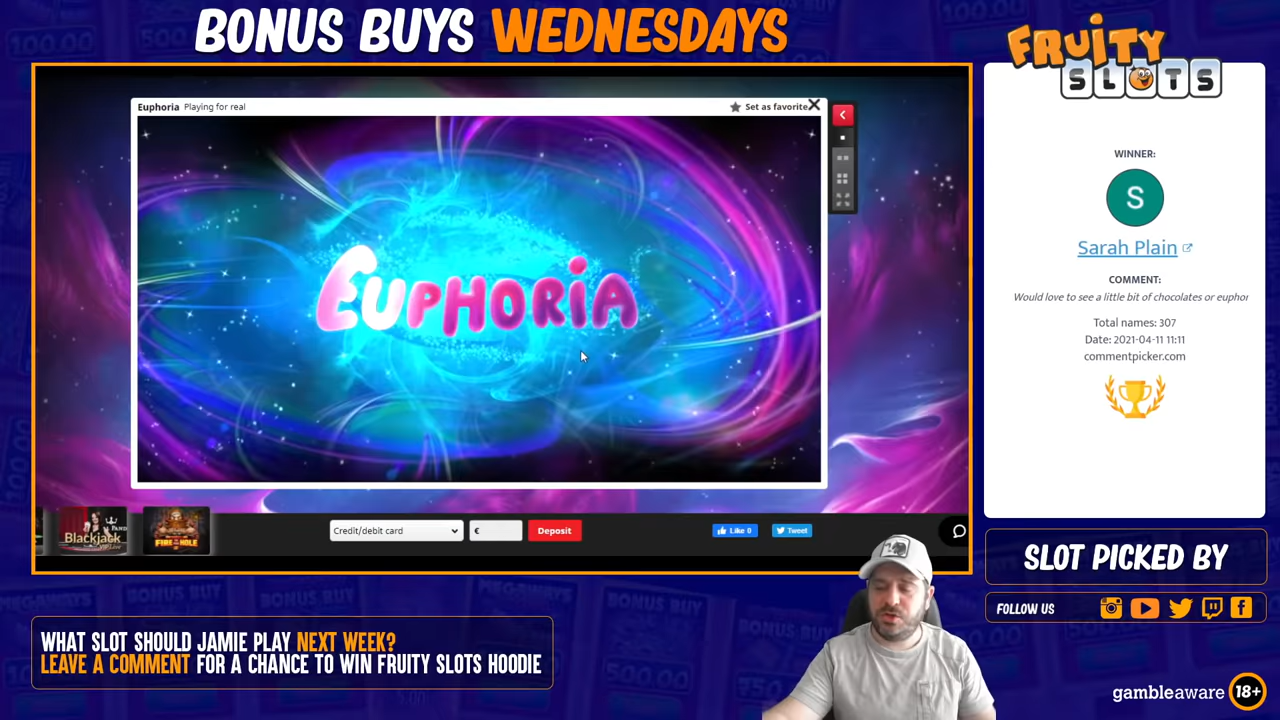 BONUS BUYS WEDNESDAYS
FRUITY
SLOTS
Euphoria Playing for real
Set as favorite
EUPHORIA
WINNER:
S
Sarah Plain
COMMENT:
Would love to see a little bit of chocolates or euphor
Total names: 307
Date: 2021-04-11 11:11
commentpicker.com
Blackjack
FIRE HOLE
Credit/debit card
€
Deposit
Like 0
Tweet
SLOT PICKED BY
FOLLOW US
WHAT SLOT SHOULD JAMIE PLAY NEXT WEEK?
LEAVE A COMMENT FOR A CHANCE TO WIN FRUITY SLOTS HOODIE
gambleaware 18+